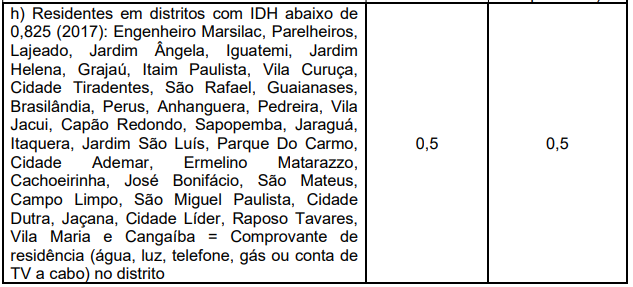 h) Residentes em distritos com IDH abaixo de
0,825 (2017): Engenheiro Marsilac, Parelheiros,
Lajeado, Jardim Ângela, Iguatemi, Jardim
Helena, Grajaú, Itaim Paulista, Vila Curuça,
Cidade Tiradentes, São Rafael, Guaianases,
Brasilândia, Perus, Anhanguera, Pedreira, Vila
Jacui, Capão Redondo, Sapopemba, Jaraguá,
Itaquera, Jardim São Luís, Parque Do Carmo,
Cidade Ademar, Ermelino Matarazzo,
Cachoeirinha, José Bonifácio, São Mateus,
Campo Limpo, São Miguel Paulista, Cidade
Dutra, Jaçana, Cidade Líder, Raposo Tavares,
Vila Maria e Cangaíba = Comprovante de
residência (água, luz, telefone, gás ou conta de
TV a cabo) no distrito
0,5
0,5